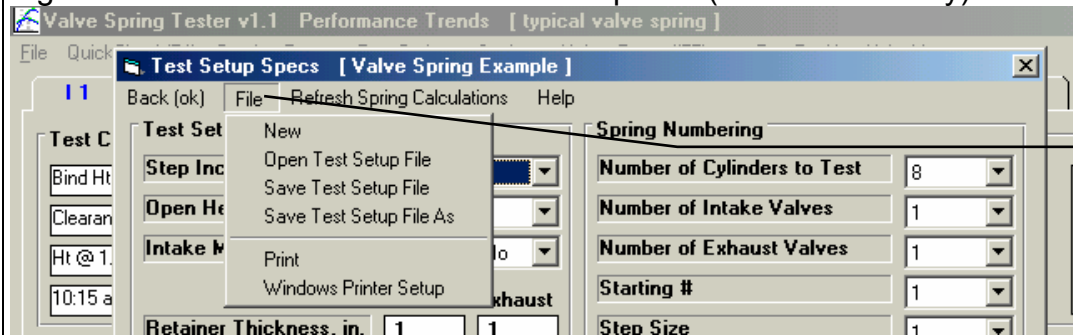 Valve Spring Tester v1.1 Performance Trends [ typical valve spring ]
File Quick
Test Setup Specs [ Valve Spring Example ]
Back (ok) File Refresh Spring Calculations Help
I 1
Test Set
New
Open Test Setup File
Save Test Setup File
Save Test Setup File As
Print
Windows Printer Setup
Test C
Bind Ht
Clearan
Ht @ 1.
10:15 a
Step Inc
Open He
Intake M
lo
xhaust
Retainer Thickness, in. 1 1
Spring Numbering
Number of Cylinders to Test 8
Number of Intake Valves 1
Number of Exhaust Valves 1
Starting # 1
Step Size 1